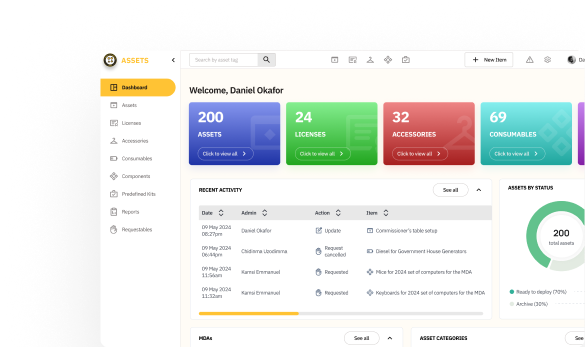 ASSETS
Search by asset tag
New Item
Da
Dashboard
Assets
Licenses
Accessories
Consumables
Components
Predefined Kits
Reports
Requestables
Welcome, Daniel Okafor
200
ASSETS
Click to view all
24
LICENSES
Click to view all
32
ACCESSORIES
Click to view all
69
CONSUMABLES
Click to view all
RECENT ACTIVITY
See all
Date Admin Action Item
09 May 2024
08:27pm
Daniel Okafor
Update
Commissioner's table setup
09 May 2024
06:44pm
Chidinma Uzodimma
Request
cancelled
Diesel for Government House Generators
09 May 2024
11:56am
Kamsi Emmanuel
Requested
Mice for 2024 set of computers for the MDA
09 May 2024
11:32am
Kamsi Emmanuel
Requested
Keyboards for 2024 set of computers for the MDA
ASSETS BY STATUS
200
total assets
Ready to deploy (70%)
Archive (30%)
MDAs
See all
ASSET CATEGORIES
See